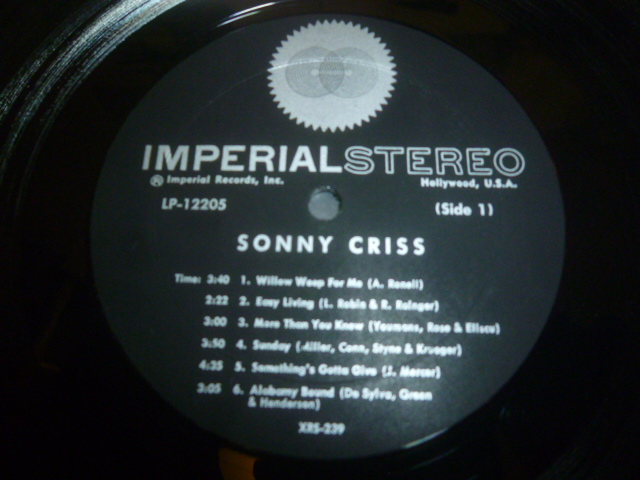 IMPERIAL STEREO
Ⓡ Imperial Records, Inc. Hollywood, U.S.A.
LP-12205 (Side 1)
SONNY CRISS
Time: 3:40 1. Willow Weep For Me (A. Ronell)
2:22 2. Easy Living (L. Robin & R. Rainger)
3:00 3. More Than You Know (Youmans, Rose & Eliscu)
3:50 4. Sunday (Miller, Conn, Styne & Krueger)
4:35 5. Something's Gotta Give (J. Mercer)
3:05 6. Alabamy Bound (De Sylva, Green
& Henderson)
XRS-239